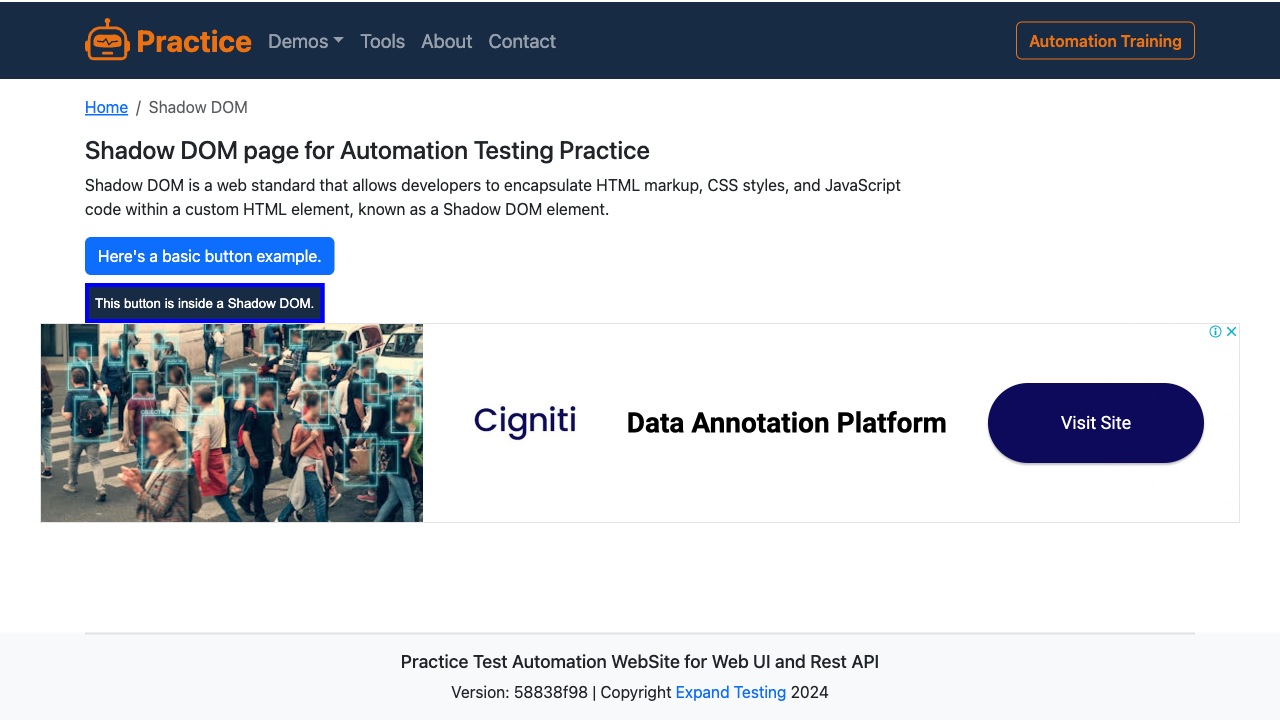 Practice Demos Tools About Contact Automation Training
Home / Shadow DOM
Shadow DOM page for Automation Testing Practice
Shadow DOM is a web standard that allows developers to encapsulate HTML markup, CSS styles, and JavaScript
code within a custom HTML element, known as a Shadow DOM element.
Here's a basic button example.
This button is inside a Shadow DOM.
Cigniti Data Annotation Platform Visit Site
Practice Test Automation WebSite for Web UI and Rest API
Version: 58838f98 | Copyright Expand Testing 2024